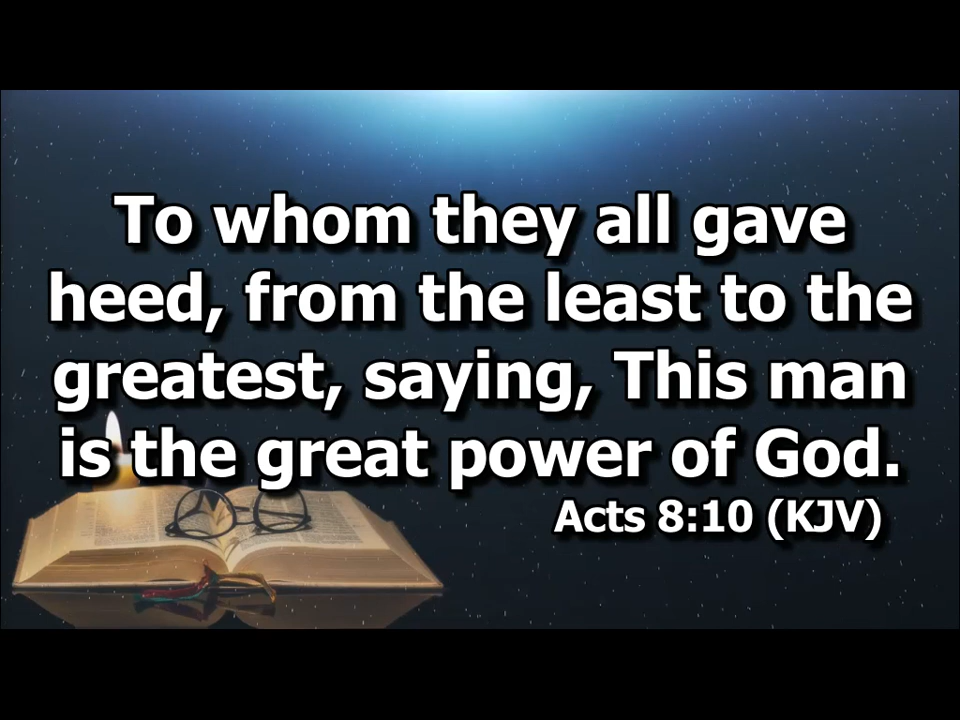 To whom they all gave
heed, from the least to the
greatest, saying, This man
is the great power of God.
Acts 8:10 (KJV)